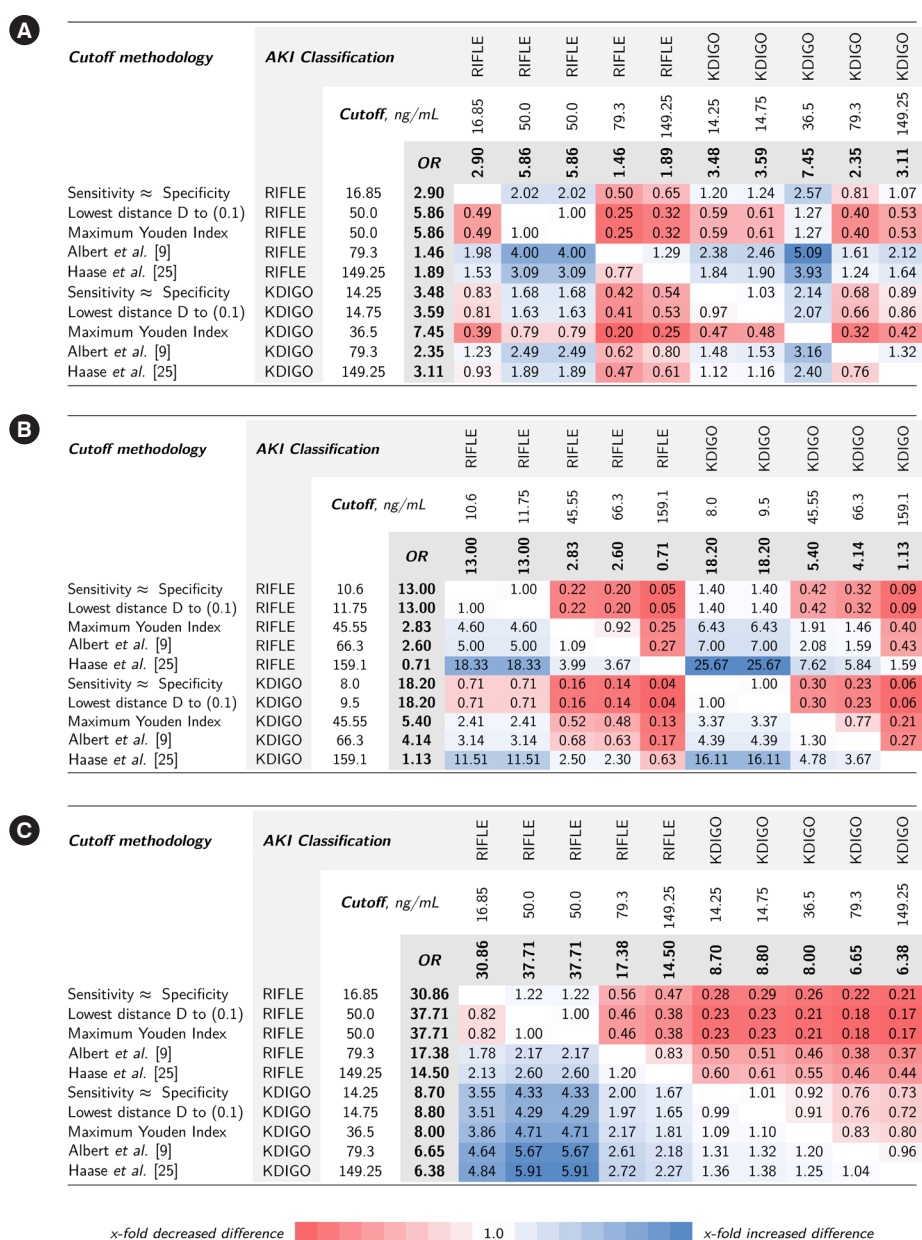 A
Cutoff methodology AKI Classification RIFLE RIFLE RIFLE RIFLE RIFLE KDIGO KDIGO KDIGO KDIGO KDIGO
Cutoff, ng/mL 16.85 50.0 50.0 79.3 149.25 14.25 14.75 36.5 79.3 149.25
OR 2.90 5.86 5.86 1.46 1.89 3.48 3.59 7.45 2.35 3.11
Sensitivity ≈ Specificity RIFLE 16.85 2.90 2.02 2.02 0.50 0.65 1.20 1.24 2.57 0.81 1.07
Lowest distance D to (0.1) RIFLE 50.0 5.86 0.49 1.00 0.25 0.32 0.59 0.61 1.27 0.40 0.53
Maximum Youden Index RIFLE 50.0 5.86 0.49 1.00 0.25 0.32 0.59 0.61 1.27 0.40 0.53
Albert et al. [9] RIFLE 79.3 1.46 1.98 4.00 4.00 1.29 2.38 2.46 5.09 1.61 2.12
Haase et al. [25] RIFLE 149.25 1.89 1.53 3.09 3.09 0.77 1.84 1.90 3.93 1.24 1.64
Sensitivity ≈ Specificity KDIGO 14.25 3.48 0.83 1.68 1.68 0.42 0.54 1.03 2.14 0.68 0.89
Lowest distance D to (0.1) KDIGO 14.75 3.59 0.81 1.63 1.63 0.41 0.53 0.97 2.07 0.66 0.86
Maximum Youden Index KDIGO 36.5 7.45 0.39 0.79 0.79 0.20 0.25 0.47 0.48 0.32 0.42
Albert et al. [9] KDIGO 79.3 2.35 1.23 2.49 2.49 0.62 0.80 1.48 1.53 3.16 1.32
Haase et al. [25] KDIGO 149.25 3.11 0.93 1.89 1.89 0.47 0.61 1.12 1.16 2.40 0.76
B
Cutoff methodology AKI Classification RIFLE RIFLE RIFLE RIFLE RIFLE KDIGO KDIGO KDIGO KDIGO KDIGO
Cutoff, ng/mL 10.6 11.75 45.55 66.3 159.1 8.0 9.5 45.55 66.3 159.1
OR 13.00 13.00 2.83 2.60 0.71 18.20 18.20 5.40 4.14 1.13
Sensitivity ≈ Specificity RIFLE 10.6 13.00 1.00 0.22 0.20 0.05 1.40 1.40 0.42 0.32 0.09
Lowest distance D to (0.1) RIFLE 11.75 13.00 1.00 0.22 0.20 0.05 1.40 1.40 0.42 0.32 0.09
Maximum Youden Index RIFLE 45.55 2.83 4.60 4.60 0.92 0.25 6.43 6.43 1.91 1.46 0.40
Albert et al. [9] RIFLE 66.3 2.60 5.00 5.00 1.09 0.27 7.00 7.00 2.08 1.59 0.43
Haase et al. [25] RIFLE 159.1 0.71 18.33 18.33 3.99 3.67 25.67 25.67 7.62 5.84 1.59
Sensitivity ≈ Specificity KDIGO 8.0 18.20 0.71 0.71 0.16 0.14 0.04 1.00 0.30 0.23 0.06
Lowest distance D to (0.1) KDIGO 9.5 18.20 0.71 0.71 0.16 0.14 0.04 1.00 0.30 0.23 0.06
Maximum Youden Index KDIGO 45.55 5.40 2.41 2.41 0.52 0.48 0.13 3.37 3.37 0.77 0.21
Albert et al. [9] KDIGO 66.3 4.14 3.14 3.14 0.68 0.63 0.17 4.39 4.39 1.30 0.27
Haase et al. [25] KDIGO 159.1 1.13 11.51 11.51 2.50 2.30 0.63 16.11 16.11 4.78 3.67
C
Cutoff methodology AKI Classification RIFLE RIFLE RIFLE RIFLE RIFLE KDIGO KDIGO KDIGO KDIGO KDIGO
Cutoff, ng/mL 16.85 50.0 50.0 79.3 149.25 14.25 14.75 36.5 79.3 149.25
OR 30.86 37.71 37.71 17.38 14.50 8.70 8.80 8.00 6.65 6.38
Sensitivity ≈ Specificity RIFLE 16.85 30.86 1.22 1.22 0.56 0.47 0.28 0.29 0.26 0.22 0.21
Lowest distance D to (0.1) RIFLE 50.0 37.71 0.82 1.00 0.46 0.38 0.23 0.23 0.21 0.18 0.17
Maximum Youden Index RIFLE 50.0 37.71 0.82 1.00 0.46 0.38 0.23 0.23 0.21 0.18 0.17
Albert et al. [9] RIFLE 79.3 17.38 1.78 2.17 2.17 0.83 0.50 0.51 0.46 0.38 0.37
Haase et al. [25] RIFLE 149.25 14.50 2.13 2.60 2.60 1.20 0.60 0.61 0.55 0.46 0.44
Sensitivity ≈ Specificity KDIGO 14.25 8.70 3.55 4.33 4.33 2.00 1.67 1.01 0.92 0.76 0.73
Lowest distance D to (0.1) KDIGO 14.75 8.80 3.51 4.29 4.29 1.97 1.65 0.99 0.91 0.76 0.72
Maximum Youden Index KDIGO 36.5 8.00 3.86 4.71 4.71 2.17 1.81 1.09 1.10 0.83 0.80
Albert et al. [9] KDIGO 79.3 6.65 4.64 5.67 5.67 2.61 2.18 1.31 1.32 1.20 0.96
Haase et al. [25] KDIGO 149.25 6.38 4.84 5.91 5.91 2.72 2.27 1.36 1.38 1.25 1.04
x-fold decreased difference 1.0 x-fold increased difference